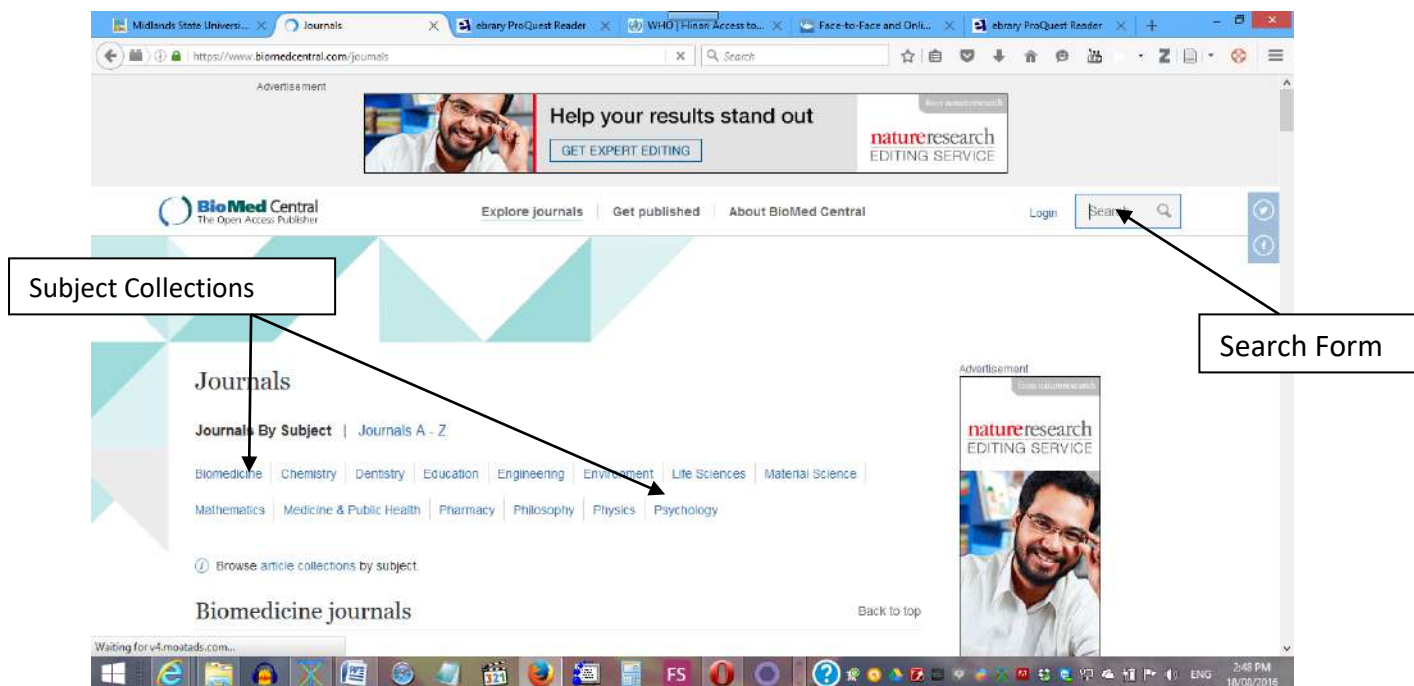 Midlands State Universi...
Journals
ebrary ProQuest Reader
WHO | Hinari Access to...
Face-to-Face and Onli...
ebrary ProQuest Reader
https://www.biomedcentral.com/journals
Search
Advertisement
Help your results stand out
GET EXPERT EDITING
from natureresearch
natureresearch
EDITING SERVICE
BioMed Central
The Open Access Publisher
Explore journals
Get published
About BioMed Central
Login
Search
Subject Collections
Search Form
Journals
Journals By Subject | Journals A - Z
Biomedicine Chemistry Dentistry Education Engineering Environment Life Sciences Material Science
Mathematics Medicine & Public Health Pharmacy Philosophy Physics Psychology
Browse article collections by subject.
Biomedicine journals
Back to top
Advertisement
from natureresearch
natureresearch
EDITING SERVICE
Waiting for v4.moatads.com...
321
FS
ENG
2:48 PM
18/08/2016